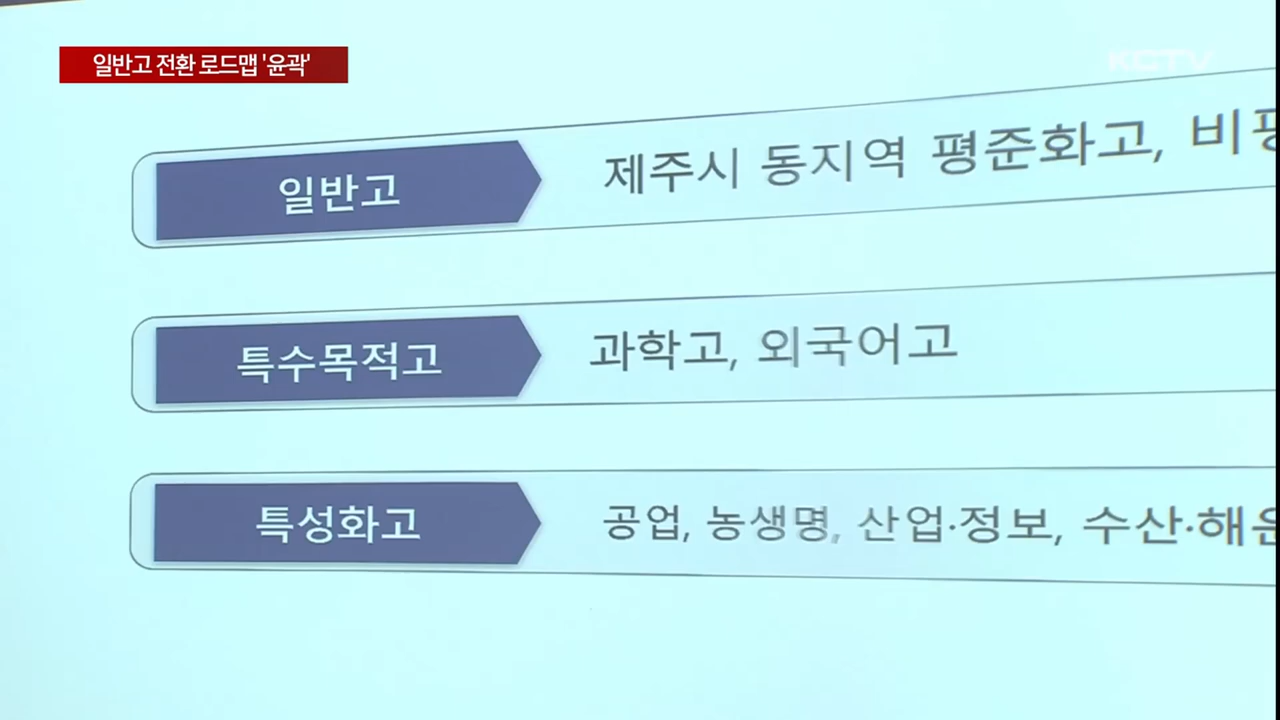 일반고 전환 로드맵 '윤곽'
KCTV
일반고
제주시 동지역 평준화고,
특수목적고
과학고, 외국어고
특성화고
공업, 농생명, 산업·정보, 수산·해운